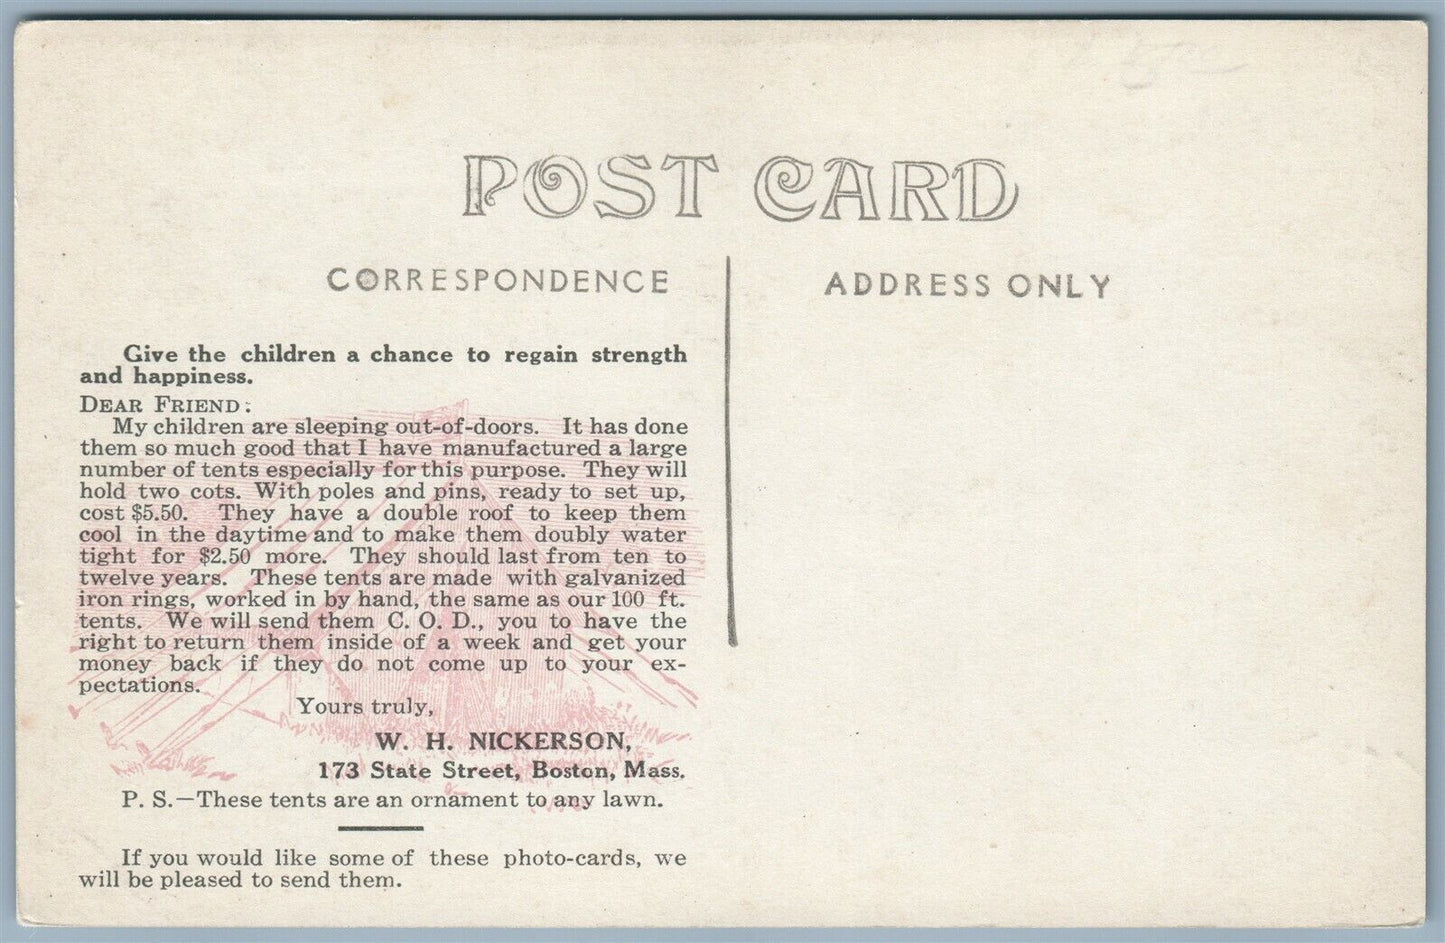 POST CARD
CORRESPONDENCE
ADDRESS ONLY
Give the children a chance to regain strength
and happiness.
DEAR FRIEND:
My children are sleeping out-of-doors. It has done
them so much good that I have manufactured a large
number of tents especially for this purpose. They will
hold two cots. With poles and pins, ready to set up,
cost $5.50. They have a double roof to keep them
cool in the daytime and to make them doubly water
tight for $2.50 more. They should last from ten to
twelve years. These tents are made with galvanized
iron rings, worked in by hand, the same as our 100 ft.
tents. We will send them C. O. D., you to have the
right to return them inside of a week and get your
money back if they do not come up to your ex-
pectations.
Yours truly,
W. H. NICKERSON,
173 State Street, Boston, Mass.
P. S.—These tents are an ornament to any lawn.
If you would like some of these photo-cards, we
will be pleased to send them.